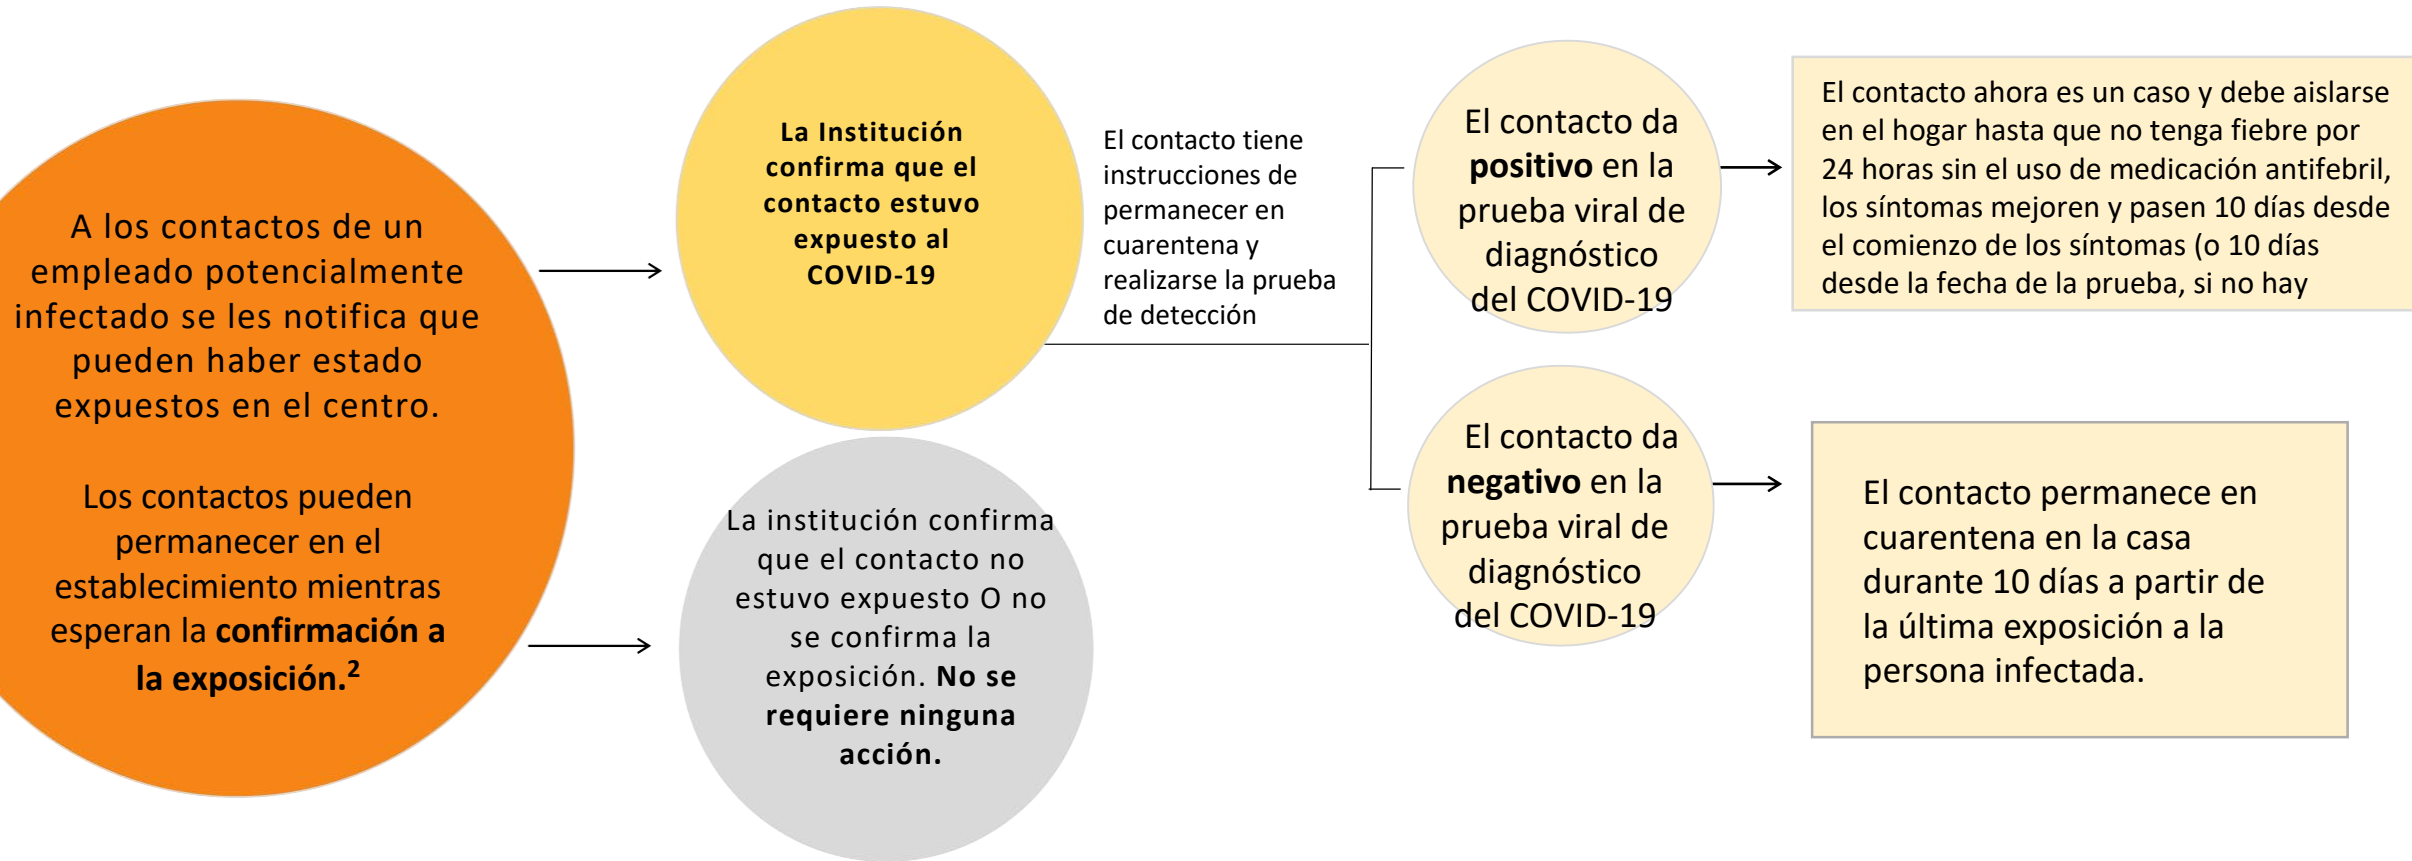 A los contactos de un
empleado potencialmente
infectado se les notifica que
pueden haber estado
expuestos en el centro.
Los contactos pueden
permanecer en el
establecimiento mientras
esperan la confirmación a
la exposición.²
La Institución
confirma que el
contacto estuvo
expuesto al
COVID-19
La institución confirma
que el contacto no
estuvo expuesto O no
se confirma la
exposición. No se
requiere ninguna
acción.
El contacto tiene
instrucciones de
permanecer en
cuarentena y
realizarse la prueba
de detección
El contacto da
positivo en la
prueba viral de
diagnóstico
del COVID-19
El contacto ahora es un caso y debe aislarse
en el hogar hasta que no tenga fiebre por
24 horas sin el uso de medicación antifebril,
los síntomas mejoren y pasen 10 días desde
el comienzo de los síntomas (o 10 días
desde la fecha de la prueba, si no hay
El contacto da
negativo en la
prueba viral de
diagnóstico
del COVID-19
El contacto permanece en
cuarentena en la casa
durante 10 días a partir de
la última exposición a la
persona infectada.